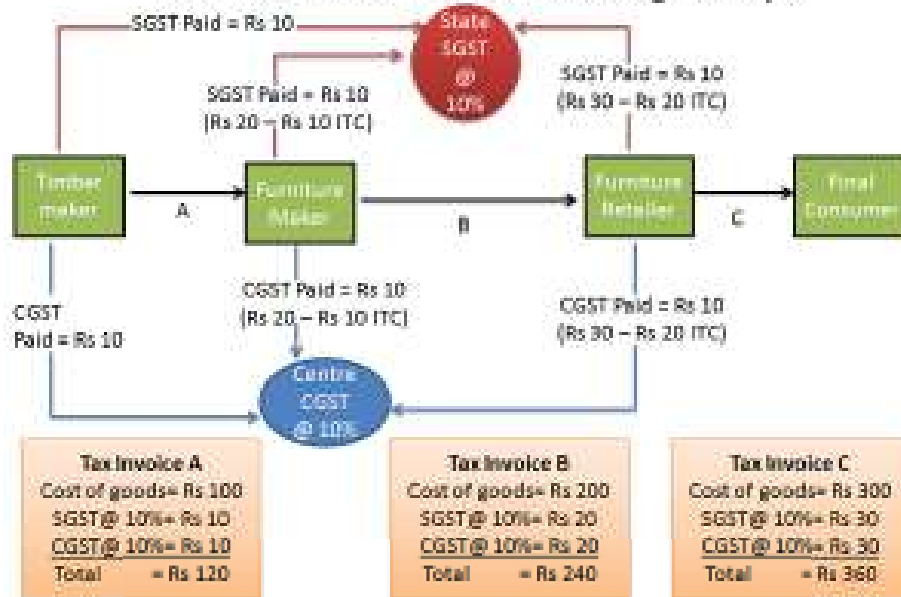 SGST Paid = Rs 10
State
SGST
@
10%
SGST Paid = Rs 10
(Rs 20 – Rs 10 ITC)
SGST Paid = Rs 10
(Rs 30 – Rs 20 ITC)
Timber
maker
A
Furniture
Maker
B
Furniture
Retailer
C
Final
Consumer
CGST
Paid = Rs 10
CGST Paid = Rs 10
(Rs 20 – Rs 10 ITC)
CGST Paid = Rs 10
(Rs 30 – Rs 20 ITC)
Centre
CGST
@ 10%
Tax Invoice A
Cost of goods= Rs 100
SGST@ 10%= Rs 10
CGST@ 10%= Rs 10
Total = Rs 120
Tax Invoice B
Cost of goods= Rs 200
SGST@ 10%= Rs 20
CGST@ 10%= Rs 20
Total = Rs 240
Tax Invoice C
Cost of goods= Rs 300
SGST@ 10%= Rs 30
CGST@ 10%= Rs 30
Total = Rs 360